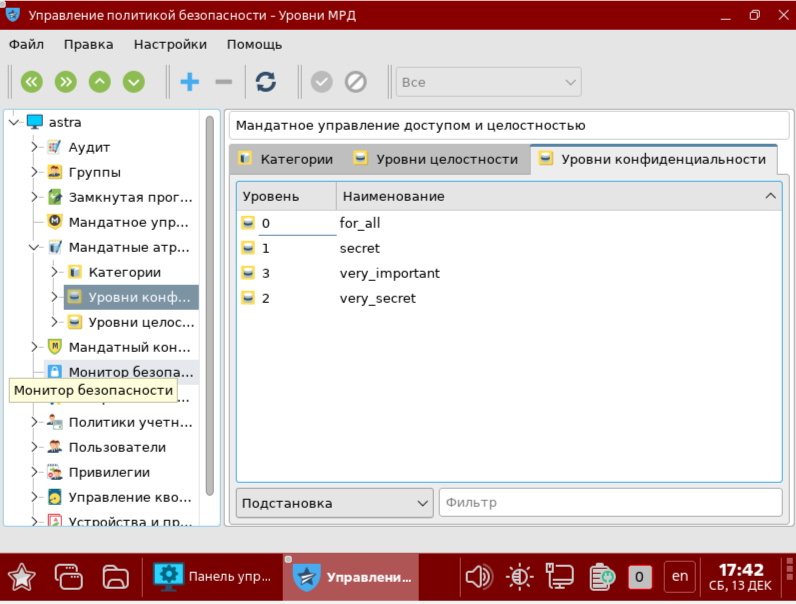 Управление политикой безопасности - Уровни МРД
Файл Правка Настройки Помощь
Все
astra
Аудит
Группы
Замкнутая прог...
Мандатное упр...
Мандатные атр...
Категории
Уровни конф...
Уровни целос...
Мандатный кон...
Монитор безопа...
Монитор безопасности
Политики учетн...
Пользователи
Привилегии
Управление кво...
Устройства и пр...
Мандатное управление доступом и целостностью
Категории Уровни целостности Уровни конфиденциальности
Уровень Наименование
0 for_all
1 secret
3 very_important
2 very_secret
Подстановка Фильтр
Панель упр... Управлени... 0 en 17:42
СБ, 13 ДЕК